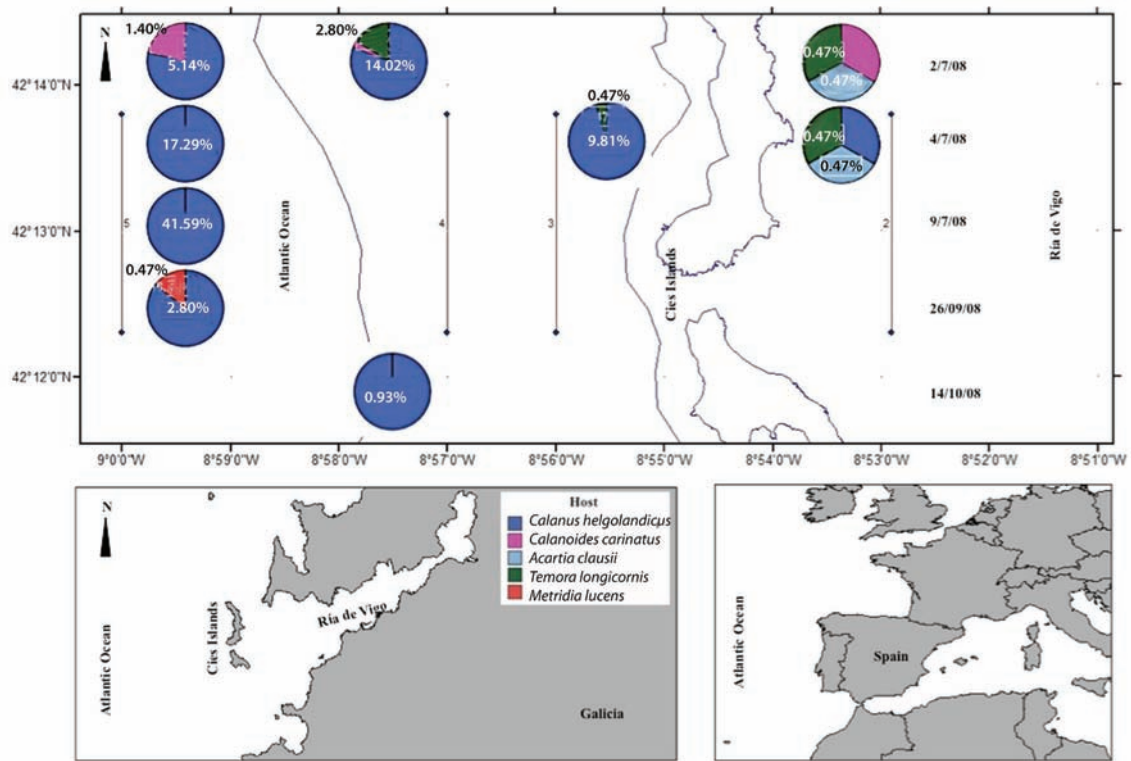 1.40%
N
2.80%
5.14%
14.02%
0.47%
0.47%
2/7/08
42°14'0"N
0.47%
17.29%
9.81%
0.47%
4/7/08
0.47%
41.59%
5
4
3
2
9/7/08
42°13'0"N
Atlantic Ocean
Cies Islands
Ría de Vigo
0.47%
2.80%
26/09/08
42°12'0"N
0.93%
14/10/08
9°0'0"W 8°59'0"W 8°58'0"W 8°57'0"W 8°56'0"W 8°55'0"W 8°54'0"W 8°53'0"W 8°52'0"W 8°51'0"W
N
Host
Calanus helgolandicus
Calanoides carinatus
Acartia clausii
Temora longicornis
Metridia lucens
Ría de Vigo
Cies Islands
Atlantic Ocean
Galicia
Atlantic Ocean
Spain